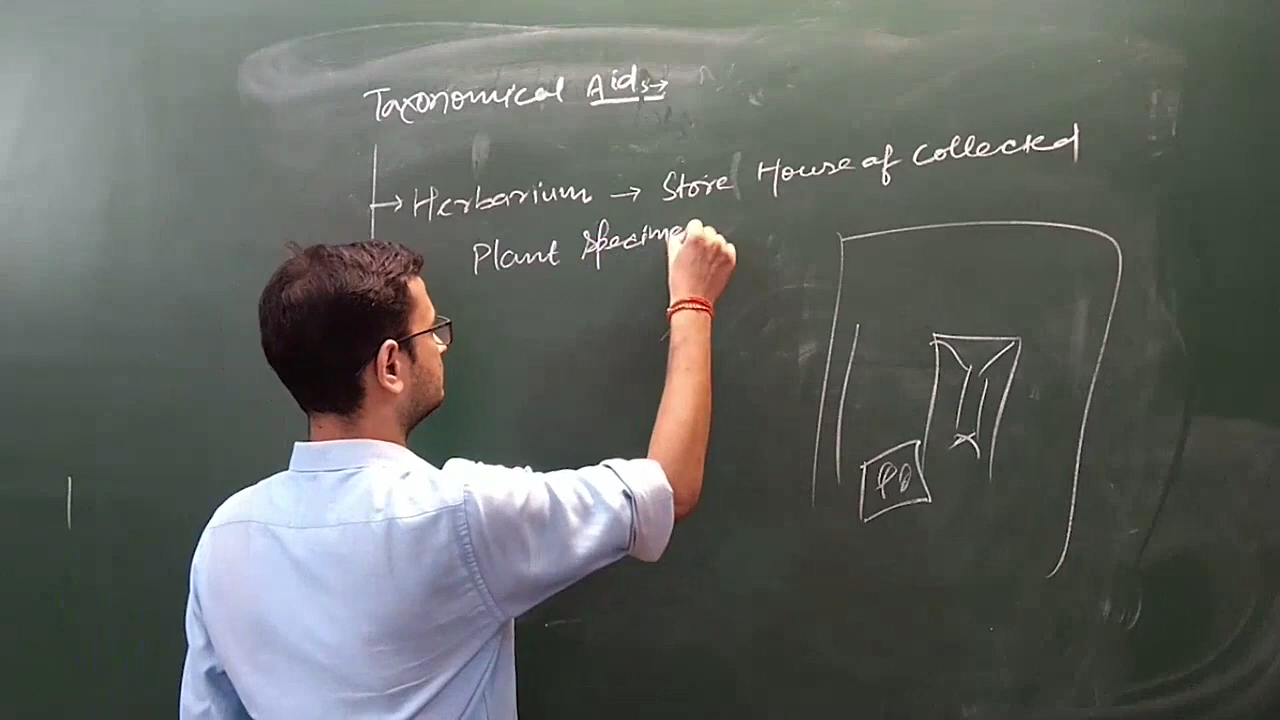 Taxonomical Aids →
→ Herbarium → Store House of collected
Plant Specime